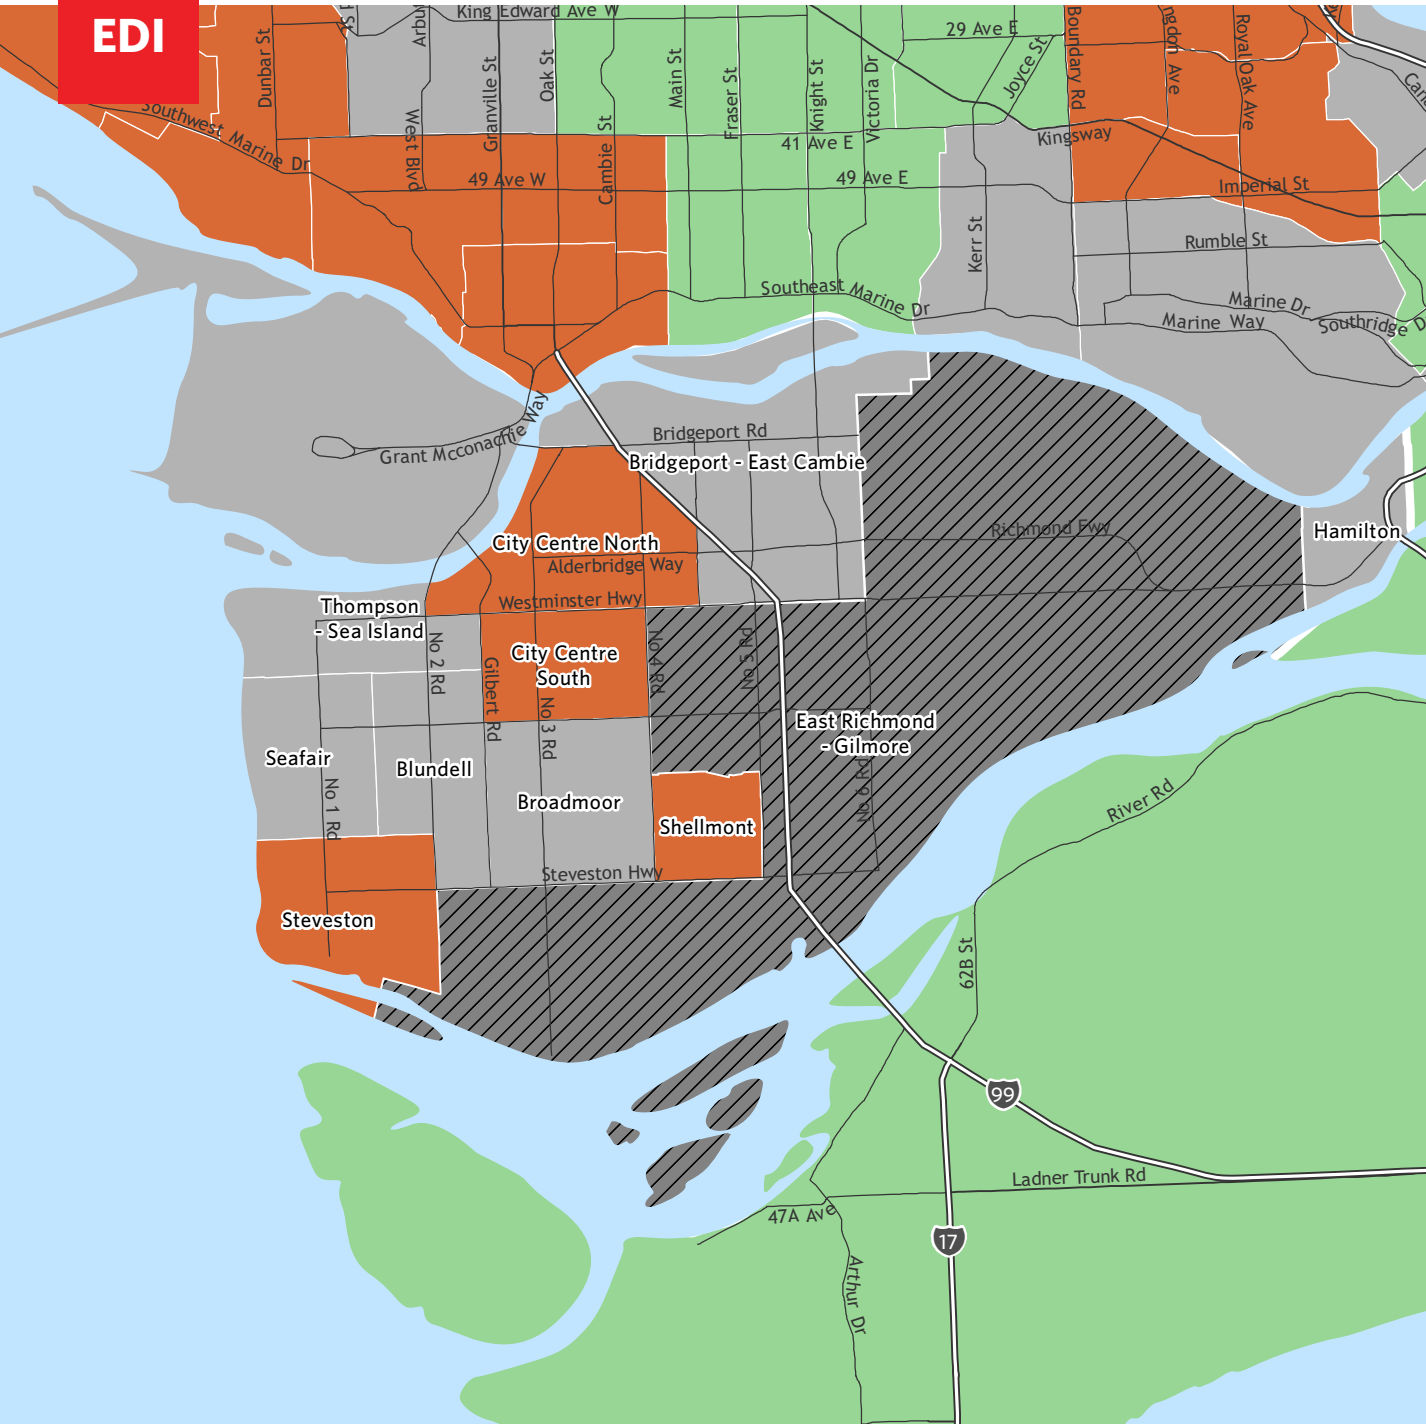 EDI
King Edward Ave W
29 Ave E
Joyce St
Boundary Rd
Royal Oak Ave
Dunbar St
Granville St
Oak St
Main St
Fraser St
Knight St
Victoria Dr
Southwest Marine Dr
West Blvd
Cambie St
41 Ave E
Kingsway
49 Ave W
49 Ave E
Imperial St
Kerr St
Rumble St
Southeast Marine Dr
Marine Dr
Marine Way
Southridge D
Grant Mcconachie Way
Bridgeport Rd
Bridgeport - East Cambie
Richmond Fwy
Hamilton
City Centre North
Alderbridge Way
Westminster Hwy
Thompson
- Sea Island
No 2 Rd
Gilbert Rd
City Centre
South
No 3 Rd
No 4 Rd
No 5 Rd
East Richmond
- Gilmore
No 6 Rd
Seafair
Blundell
No 1 Rd
Broadmoor
Shellmont
Steveston Hwy
Steveston
River Rd
62B St
99
Ladner Trunk Rd
47A Ave
17
Arthur Dr